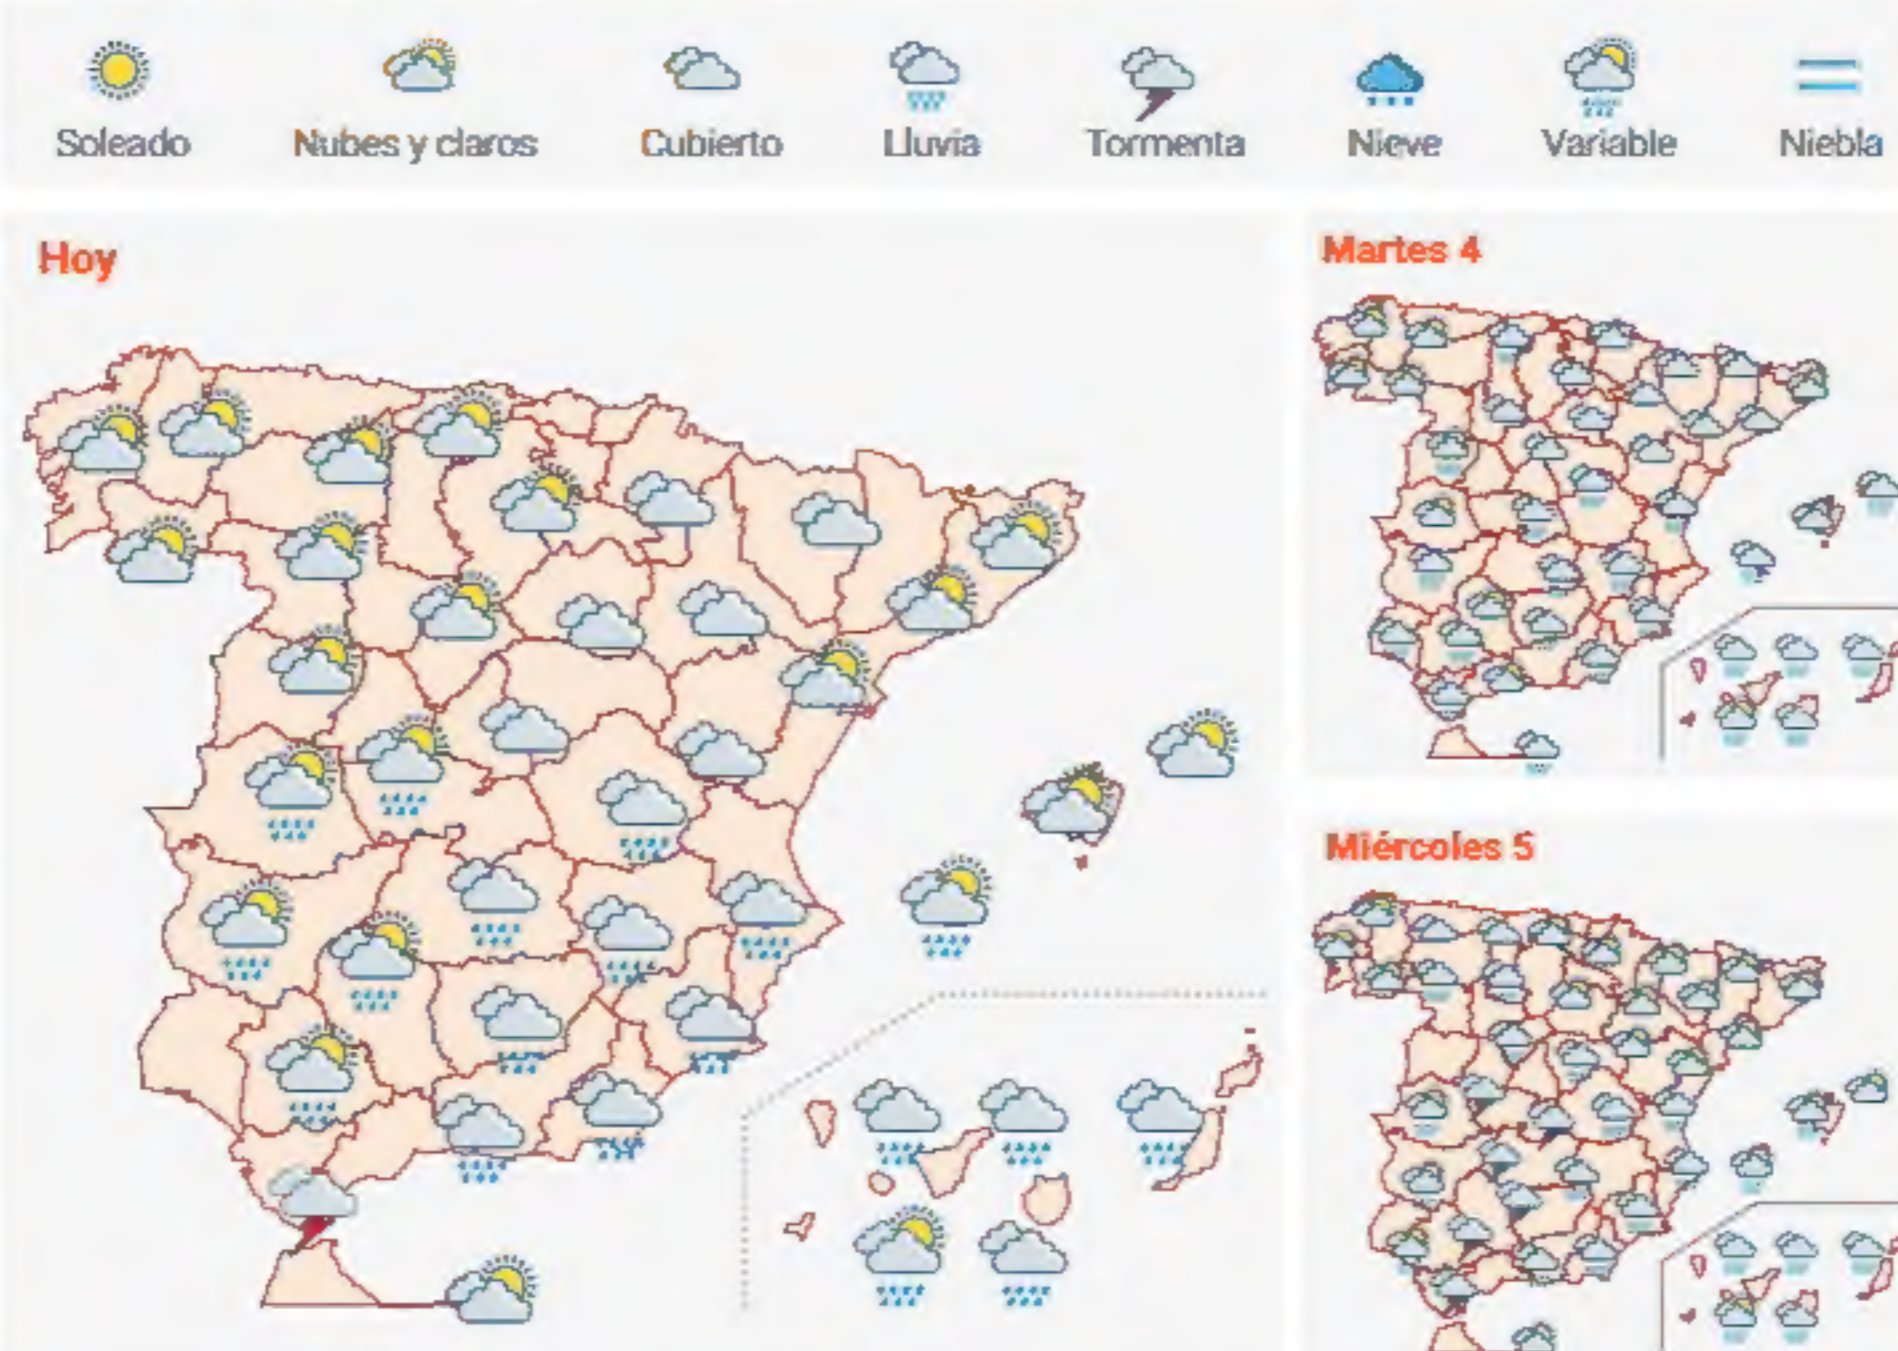 Soleado
Nubes y claros
Cubierto
Lluvia
Tormenta
Nieve
Variable
Niebla
Hoy
Martes 4
Miércoles 5